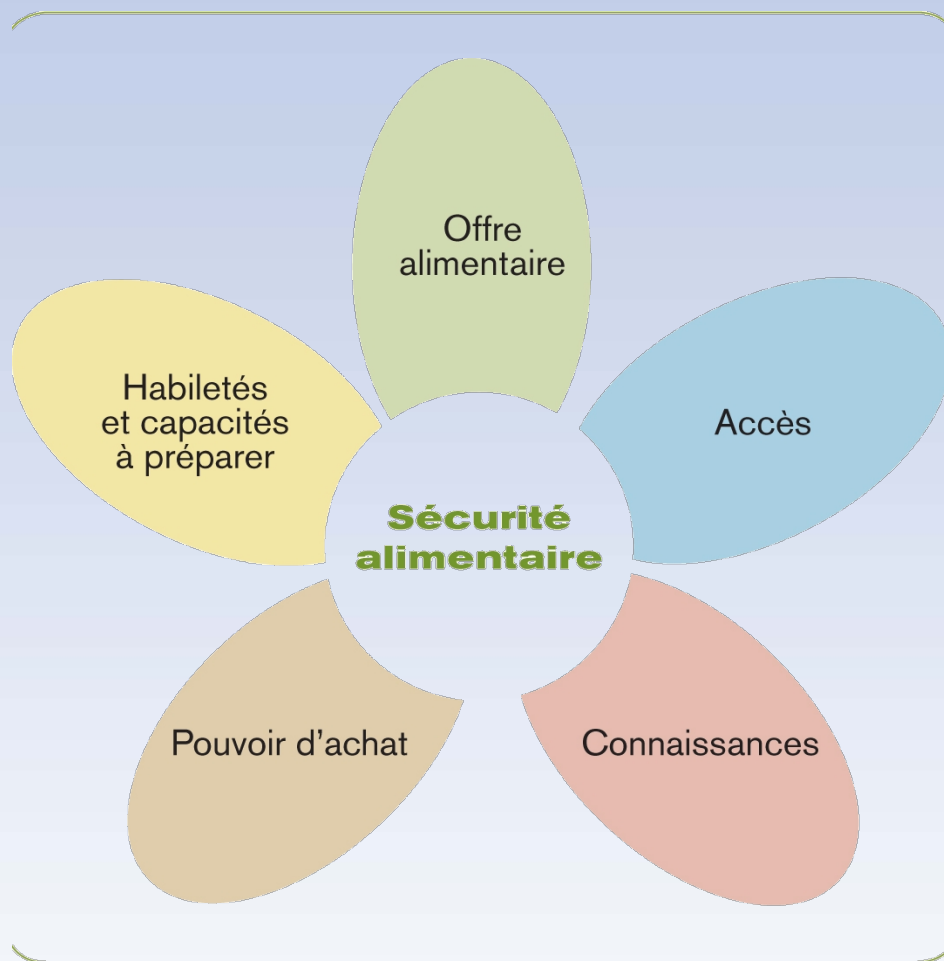 Offre
alimentaire
Habiletés
et capacités
à préparer
Accès
Sécurité
alimentaire
Pouvoir d'achat
Connaissances